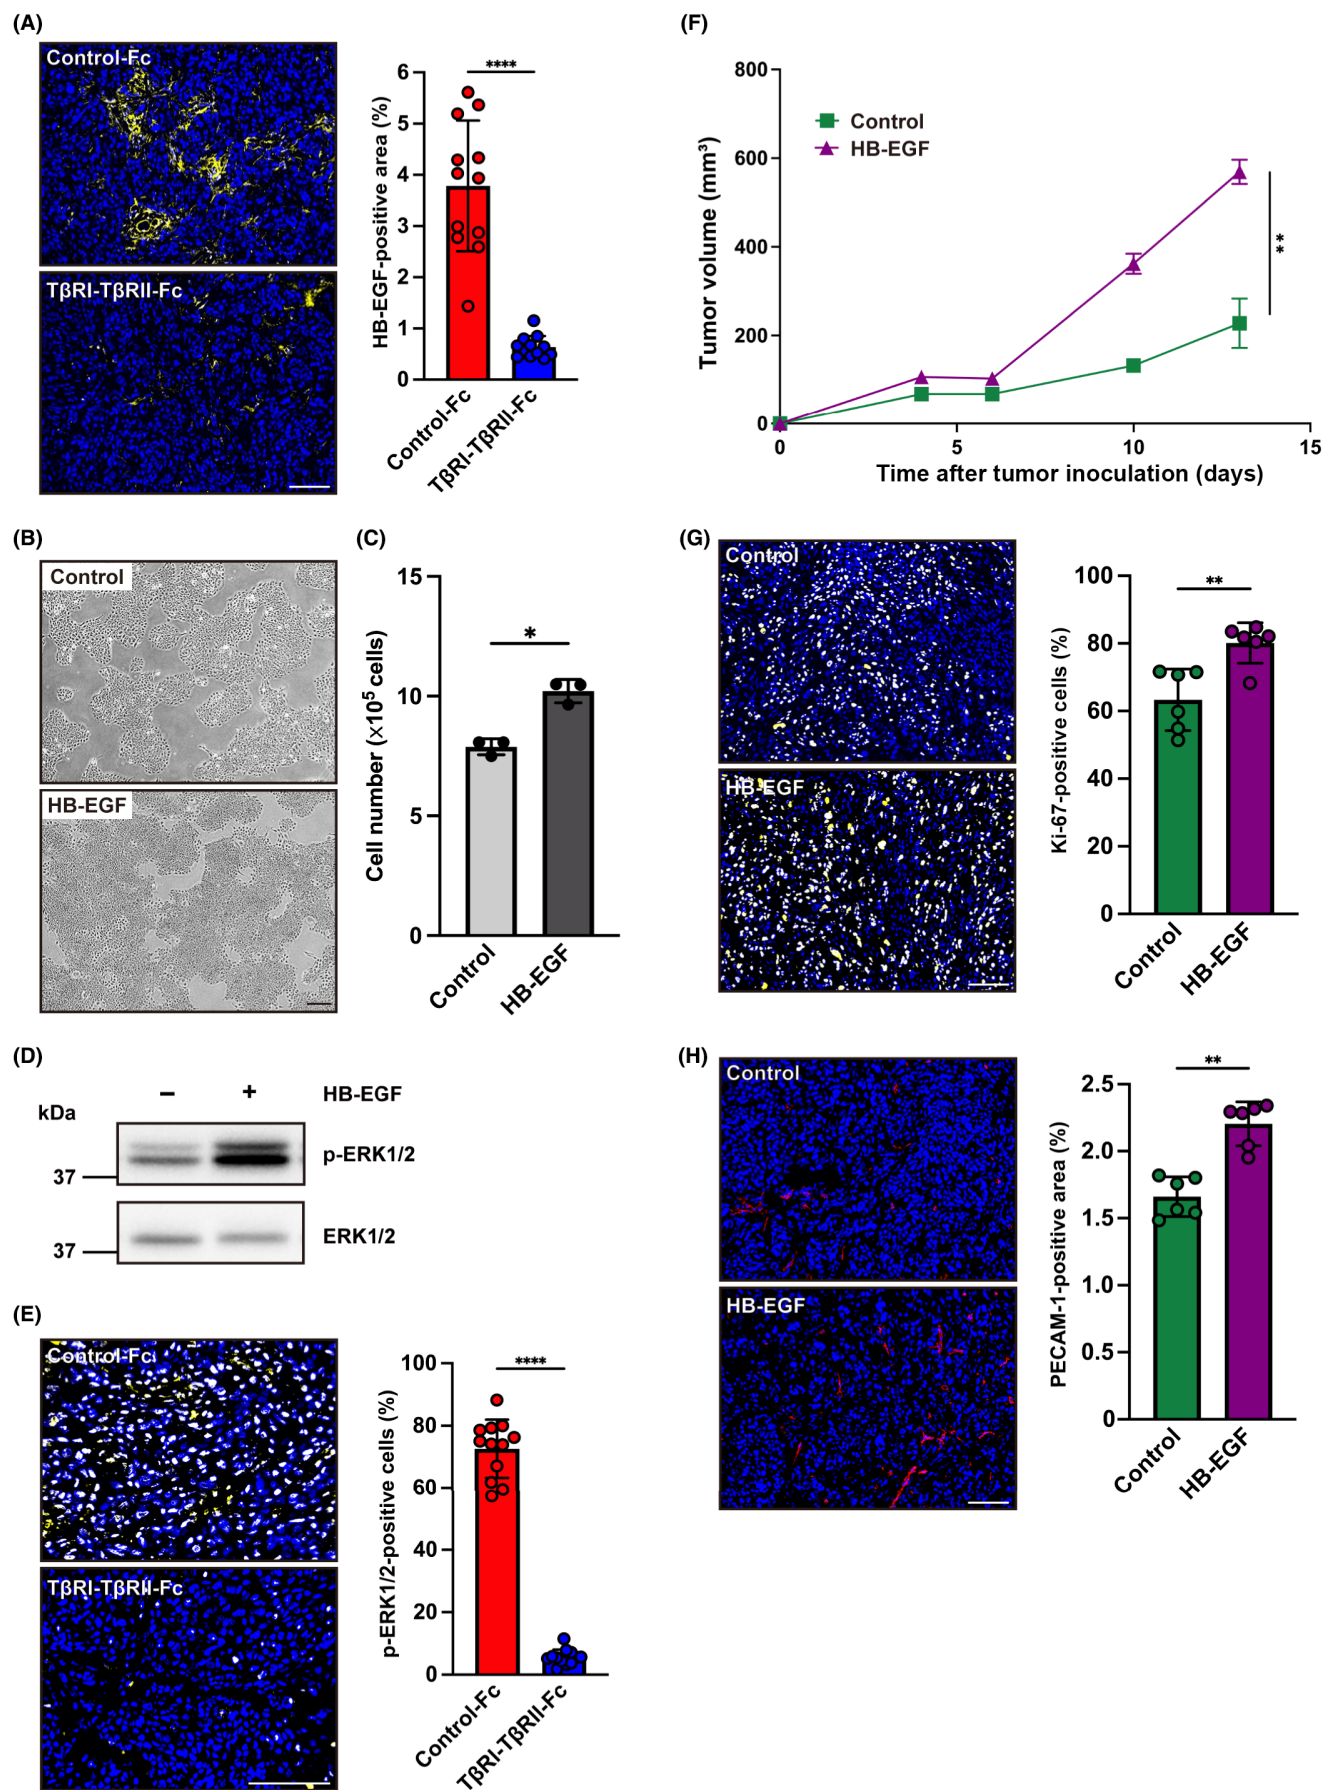 (A)
Control-Fc
TβRI-TβRII-Fc
HB-EGF-positive area (%)
6
5
4
3
2
1
0
****
Control-Fc
TβRI-TβRII-Fc
(B)
Control
HB-EGF
(C)
Cell number (×10⁵ cells)
15
10
5
0
*
Control
HB-EGF
(D)
kDa
− + HB-EGF
p-ERK1/2
37
ERK1/2
37
(E)
Control-Fc
TβRI-TβRII-Fc
p-ERK1/2-positive cells (%)
100
80
60
40
20
0
****
Control-Fc
TβRI-TβRII-Fc
(F)
Tumor volume (mm³)
800
600
400
200
0
Control
HB-EGF
**
0 5 10 15
Time after tumor inoculation (days)
(G)
Control
HB-EGF
Ki-67-positive cells (%)
100
80
60
40
20
0
**
Control
HB-EGF
(H)
Control
HB-EGF
PECAM-1-positive area (%)
2.5
2.0
1.5
1.0
0.5
0
**
Control
HB-EGF